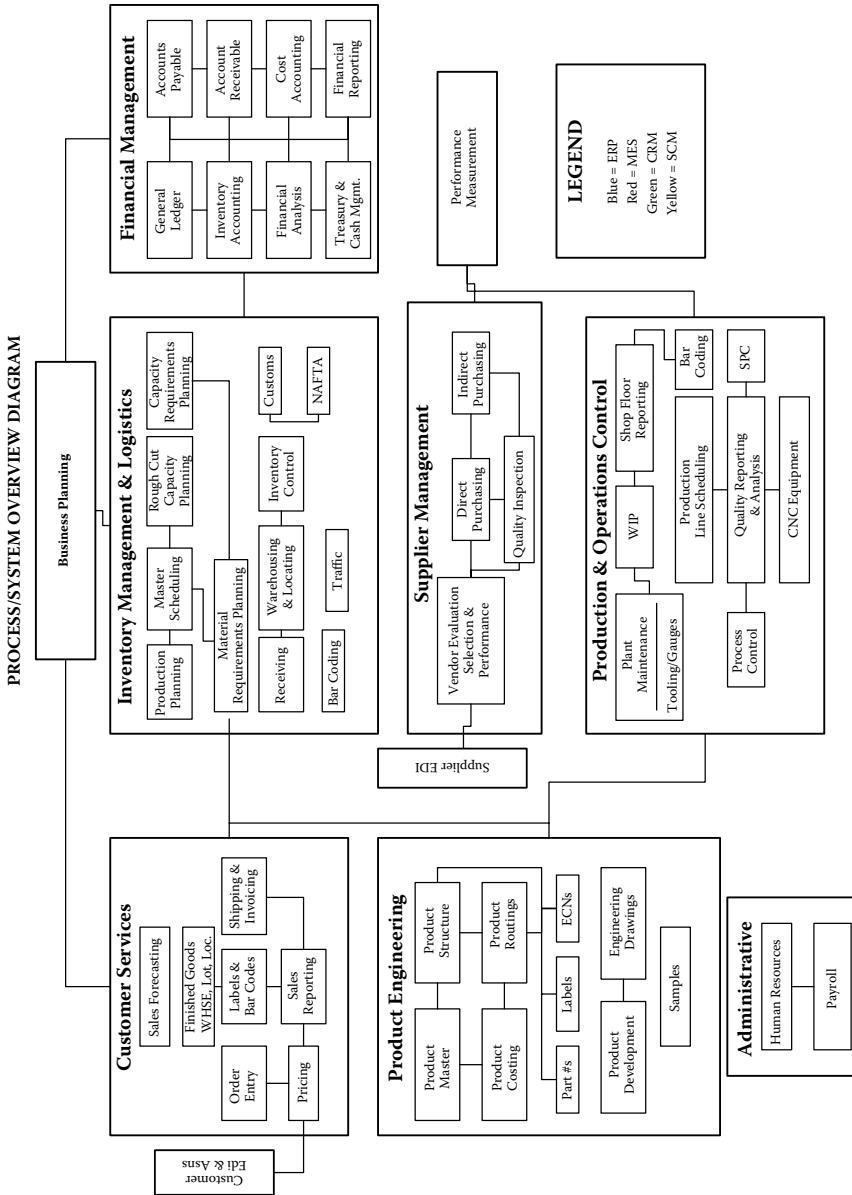 PROCESS/SYSTEM OVERVIEW DIAGRAM
Business Planning
Customer Services
Sales Forecasting
Finished Goods
WHSE, Lot, Loc.
Order
Entry
Labels &
Bar Codes
Shipping &
Invoicing
Pricing
Sales
Reporting
Customer
Edi & Asns
Inventory Management & Logistics
Production
Planning
Master
Scheduling
Rough Cut
Capacity
Planning
Capacity
Requirements
Planning
Material
Requirements Planning
Receiving
Warehousing
& Locating
Inventory
Control
Customs
NAFTA
Bar Coding
Traffic
Financial Management
General
Ledger
Accounts
Payable
Inventory
Accounting
Account
Receivable
Financial
Analysis
Cost
Accounting
Treasury &
Cash Mgmt.
Financial
Reporting
Product Engineering
Product
Master
Product
Structure
Product
Costing
Product
Routings
Part #s
Labels
ECNs
Product
Development
Engineering
Drawings
Samples
Supplier EDI
Supplier Management
Vendor Evaluation
Selection &
Performance
Direct
Purchasing
Indirect
Purchasing
Quality Inspection
Performance
Measurement
Production & Operations Control
Plant
Maintenance
Tooling/Gauges
WIP
Shop Floor
Reporting
Bar
Coding
Production
Line Scheduling
Process
Control
Quality Reporting
& Analysis
SPC
CNC Equipment
LEGEND
Blue = ERP
Red = MES
Green = CRM
Yellow = SCM
Administrative
Human Resources
Payroll